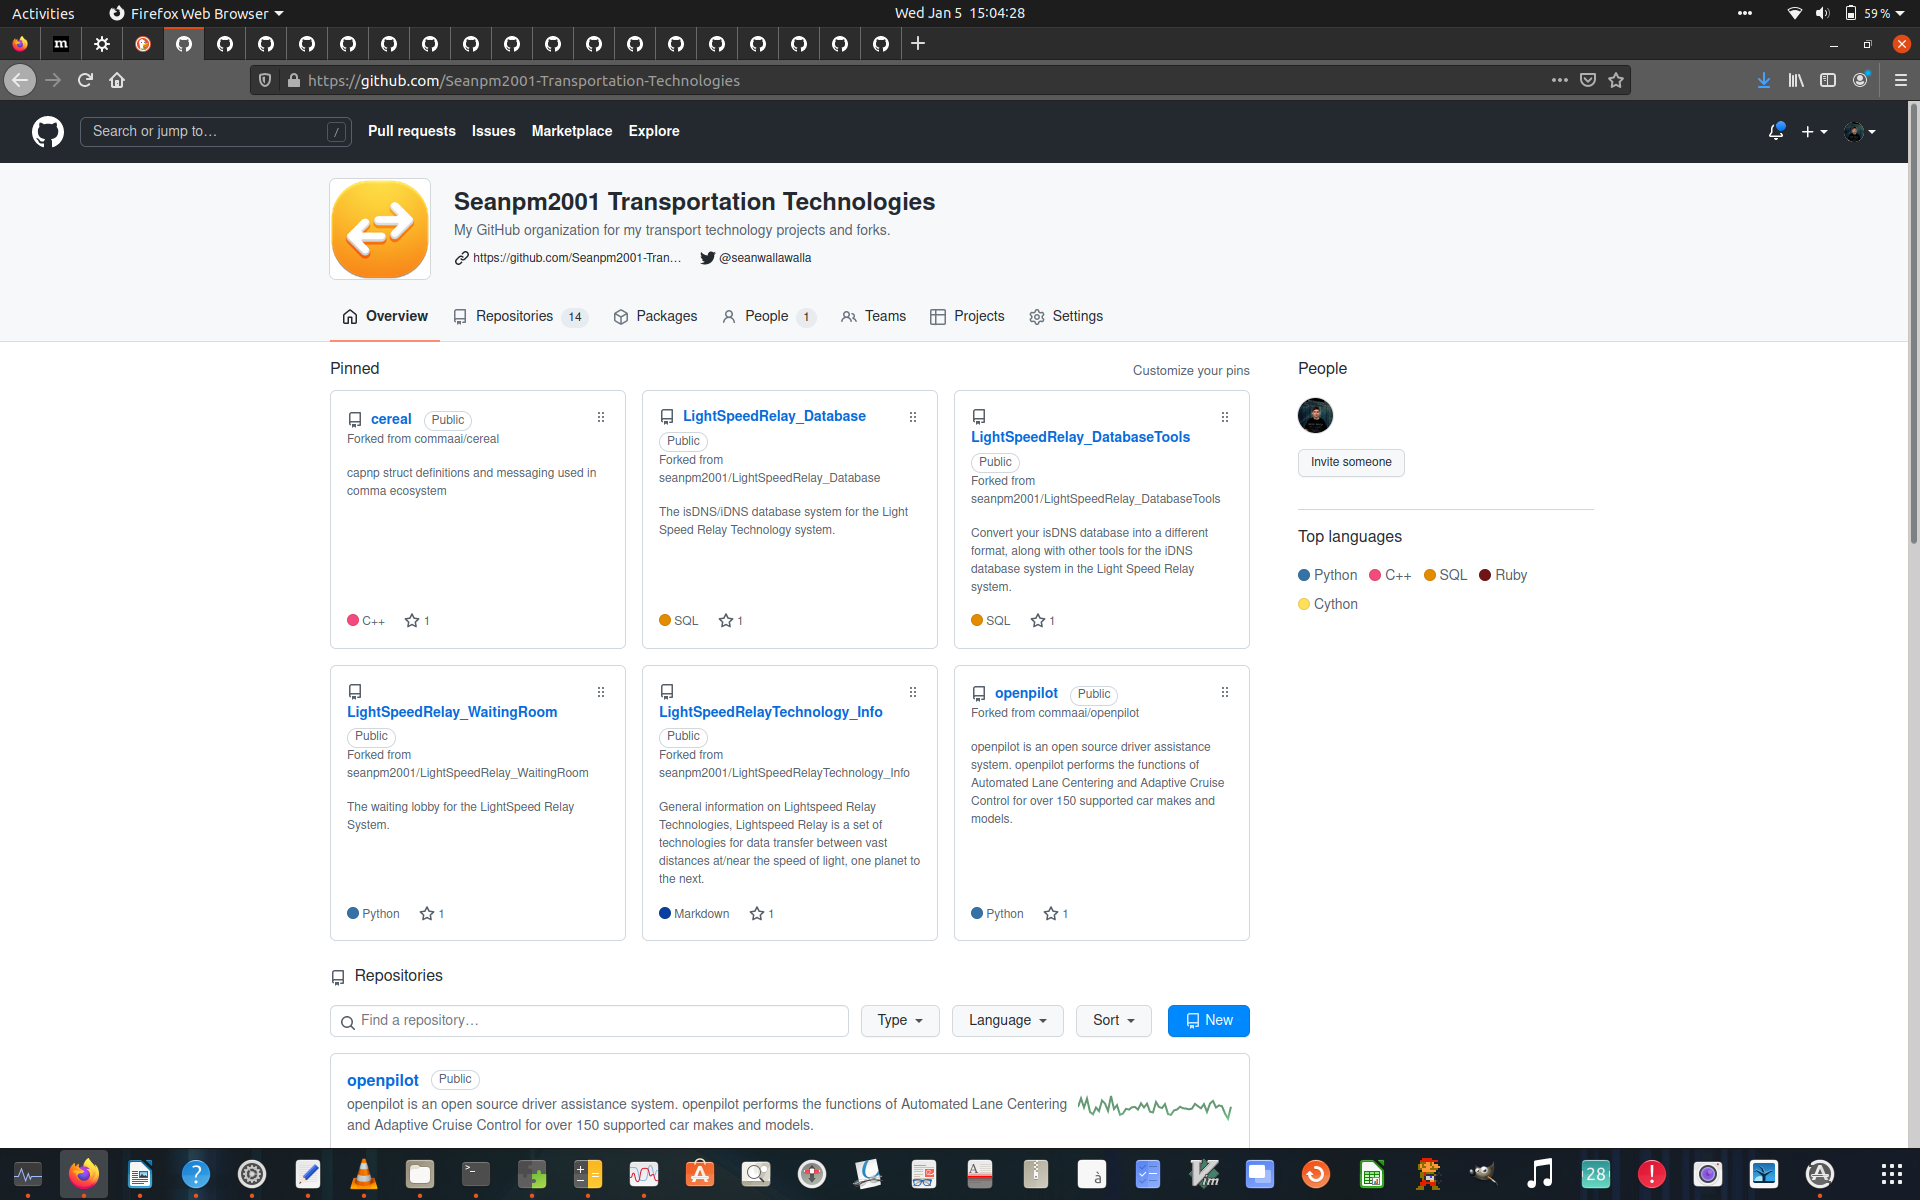 Activities
Firefox Web Browser
Wed Jan 5 15:04:28
59 %
https://github.com/Seanpm2001-Transportation-Technologies
Search or jump to…
/
Pull requests
Issues
Marketplace
Explore
Seanpm2001 Transportation Technologies
My GitHub organization for my transport technology projects and forks.
https://github.com/Seanpm2001-Tran…
@seanwallawalla
Overview
Repositories 14
Packages
People 1
Teams
Projects
Settings
Pinned
Customize your pins
cereal Public
Forked from commaai/cereal
capnp struct definitions and messaging used in
comma ecosystem
C++ 1
LightSpeedRelay_Database
Public
Forked from
seanpm2001/LightSpeedRelay_Database
The isDNS/iDNS database system for the Light
Speed Relay Technology system.
SQL 1
LightSpeedRelay_DatabaseTools
Public
Forked from
seanpm2001/LightSpeedRelay_DatabaseTools
Convert your isDNS database into a different
format, along with other tools for the iDNS
database system in the Light Speed Relay
system.
SQL 1
LightSpeedRelay_WaitingRoom
Public
Forked from
seanpm2001/LightSpeedRelay_WaitingRoom
The waiting lobby for the LightSpeed Relay
System.
Python 1
LightSpeedRelayTechnology_Info
Public
Forked from
seanpm2001/LightSpeedRelayTechnology_Info
General information on Lightspeed Relay
Technologies, Lightspeed Relay is a set of
technologies for data transfer between vast
distances at/near the speed of light, one planet to
the next.
Markdown 1
openpilot Public
Forked from commaai/openpilot
openpilot is an open source driver assistance
system. openpilot performs the functions of
Automated Lane Centering and Adaptive Cruise
Control for over 150 supported car makes and
models.
Python 1
People
Invite someone
Top languages
Python C++ SQL Ruby
Cython
Repositories
Find a repository…
Type
Language
Sort
New
openpilot Public
openpilot is an open source driver assistance system. openpilot performs the functions of Automated Lane Centering
and Adaptive Cruise Control for over 150 supported car makes and models.
28